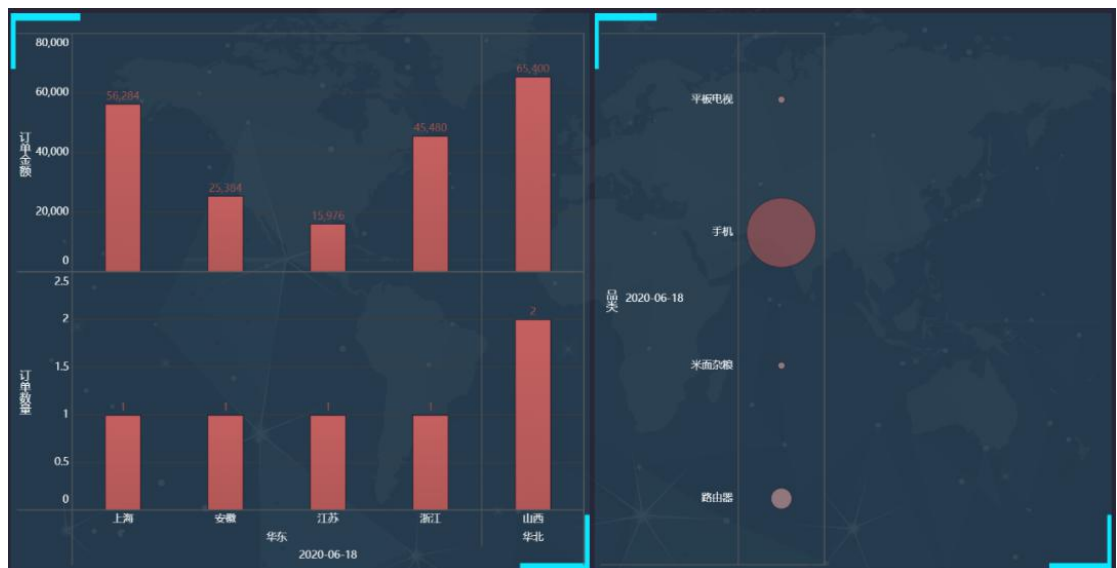 80,000
60,000
40,000
20,000
0
订单金额
56,284
25,384
15,976
45,480
65,400
2.5
2
1.5
1
0.5
0
订单数量
1
1
1
1
2
上海
安徽
江苏
浙江
山西
华东
华北
2020-06-18
平板电视
手机
品类
2020-06-18
米面杂粮
路由器